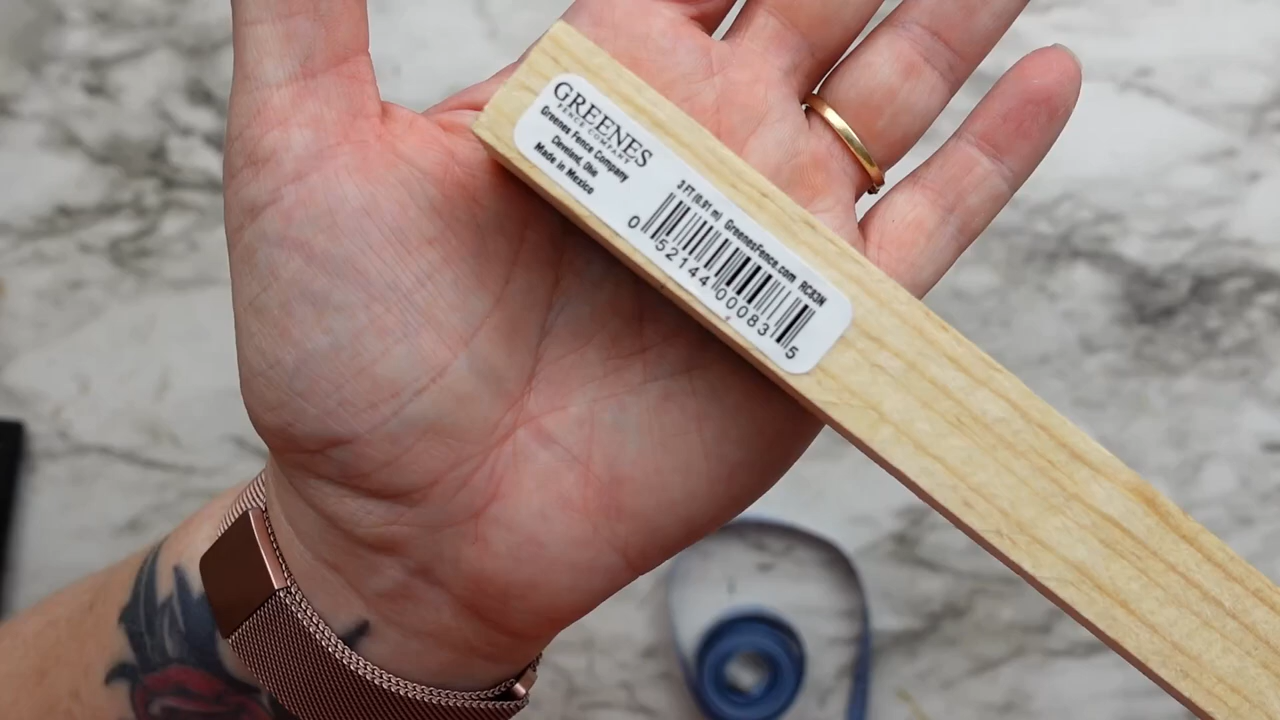 GREENES
FENCE COMPANY
Greenes Fence Company
Cleveland, Ohio
Made in Mexico
3 FT (0.91 m) GreenesFence.com RC83N
0 52144 00083 5